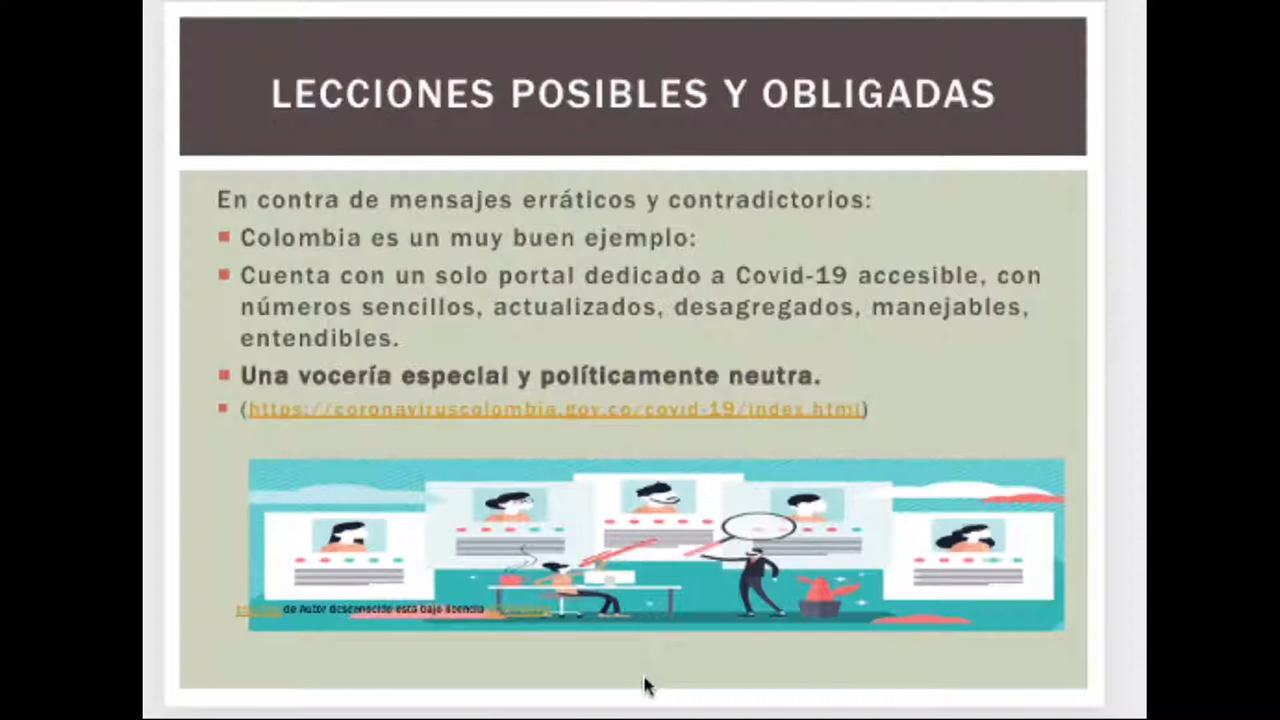 LECCIONES POSIBLES Y OBLIGADAS
En contra de mensajes erráticos y contradictorios:
Colombia es un muy buen ejemplo:
Cuenta con un solo portal dedicado a Covid-19 accesible, con
números sencillos, actualizados, desagregados, manejables,
entendibles.
Una vocería especial y políticamente neutra.
(https://coronaviruscolombia.gov.co/covid-19/index.html)
de Autor desconocido está bajo licencia